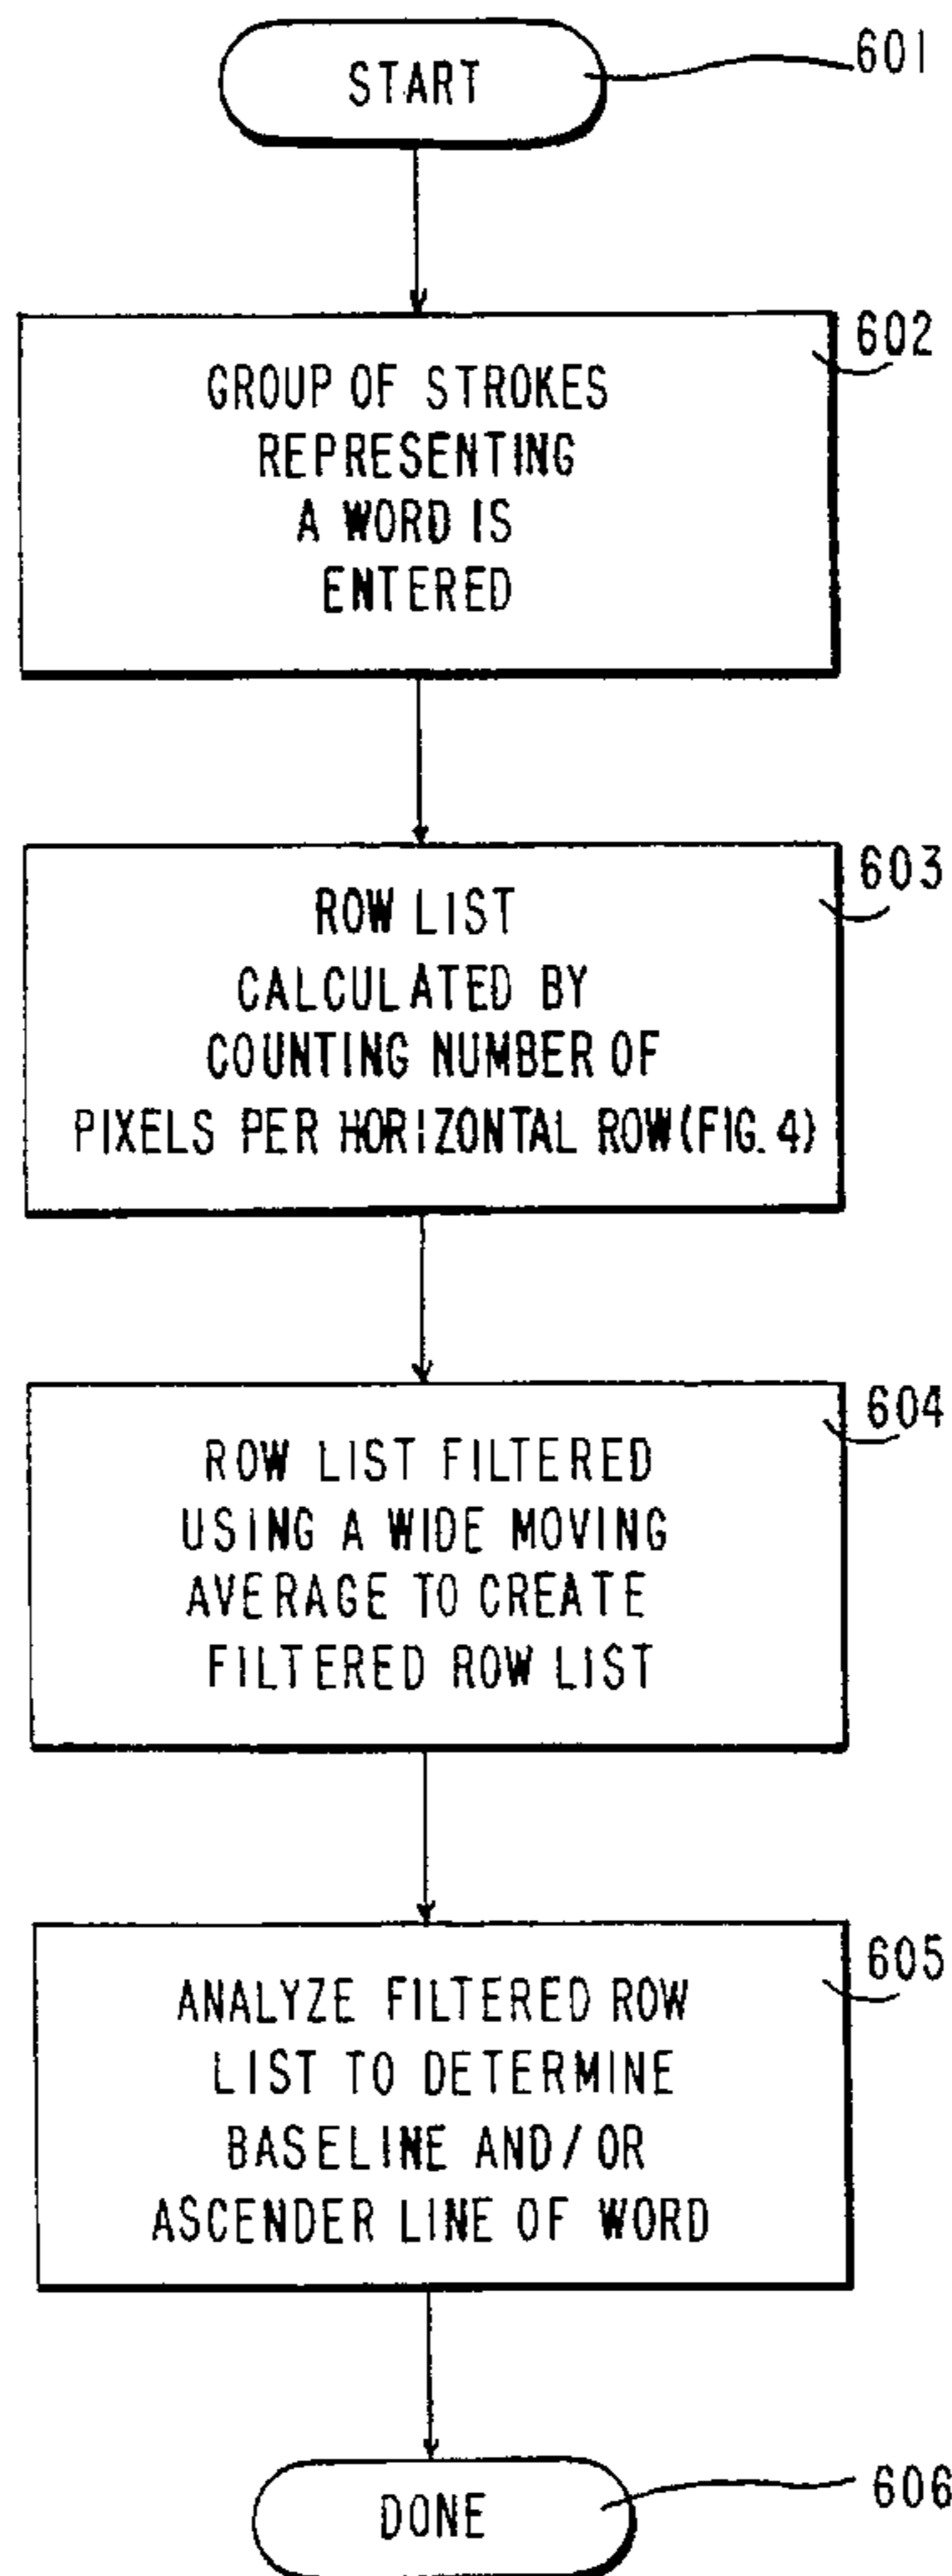 START
601
602
GROUP OF STROKES
REPRESENTING
A WORD IS
ENTERED
603
ROW LIST
CALCULATED BY
COUNTING NUMBER OF
PIXELS PER HORIZONTAL ROW (FIG. 4)
604
ROW LIST FILTERED
USING A WIDE MOVING
AVERAGE TO CREATE
FILTERED ROW LIST
605
ANALYZE FILTERED ROW
LIST TO DETERMINE
BASELINE AND/OR
ASCENDER LINE OF WORD
DONE
606